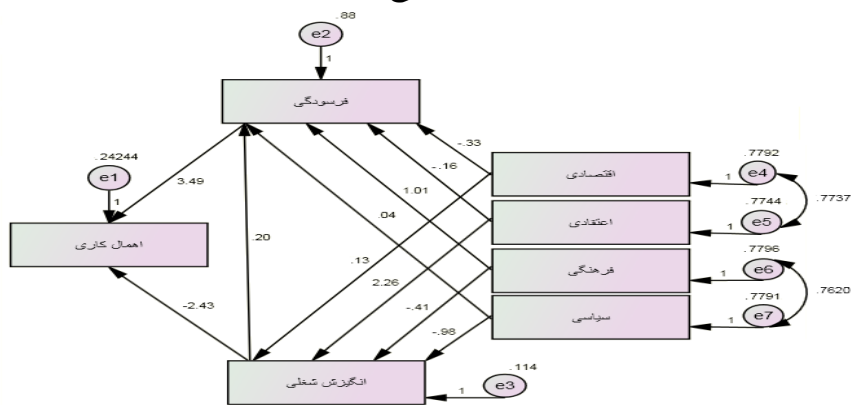 .88
e2
1
فرسودگی
-.33
.7792
e4
1
اقتصادی
-.16
.7737
.24244
e1
1
3.49
1.01
.7744
e5
1
اعتقادی
.04
.20
اهمال کاری
.13
.7796
e6
1
فرهنگی
2.26
.7620
-2.43
-.41
.7791
e7
1
سیاسی
-.98
انگیزش شغلی
.114
1
e3